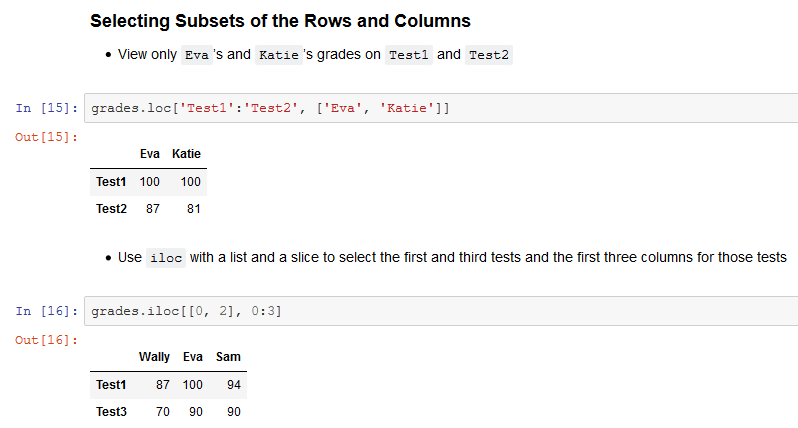 Selecting Subsets of the Rows and Columns
• View only Eva 's and Katie 's grades on Test1 and Test2
In [15]: grades.loc['Test1':'Test2', ['Eva', 'Katie']]
Out[15]:
Eva Katie
Test1 100 100
Test2 87 81
• Use iloc with a list and a slice to select the first and third tests and the first three columns for those tests
In [16]: grades.iloc[[0, 2], 0:3]
Out[16]:
Wally Eva Sam
Test1 87 100 94
Test3 70 90 90